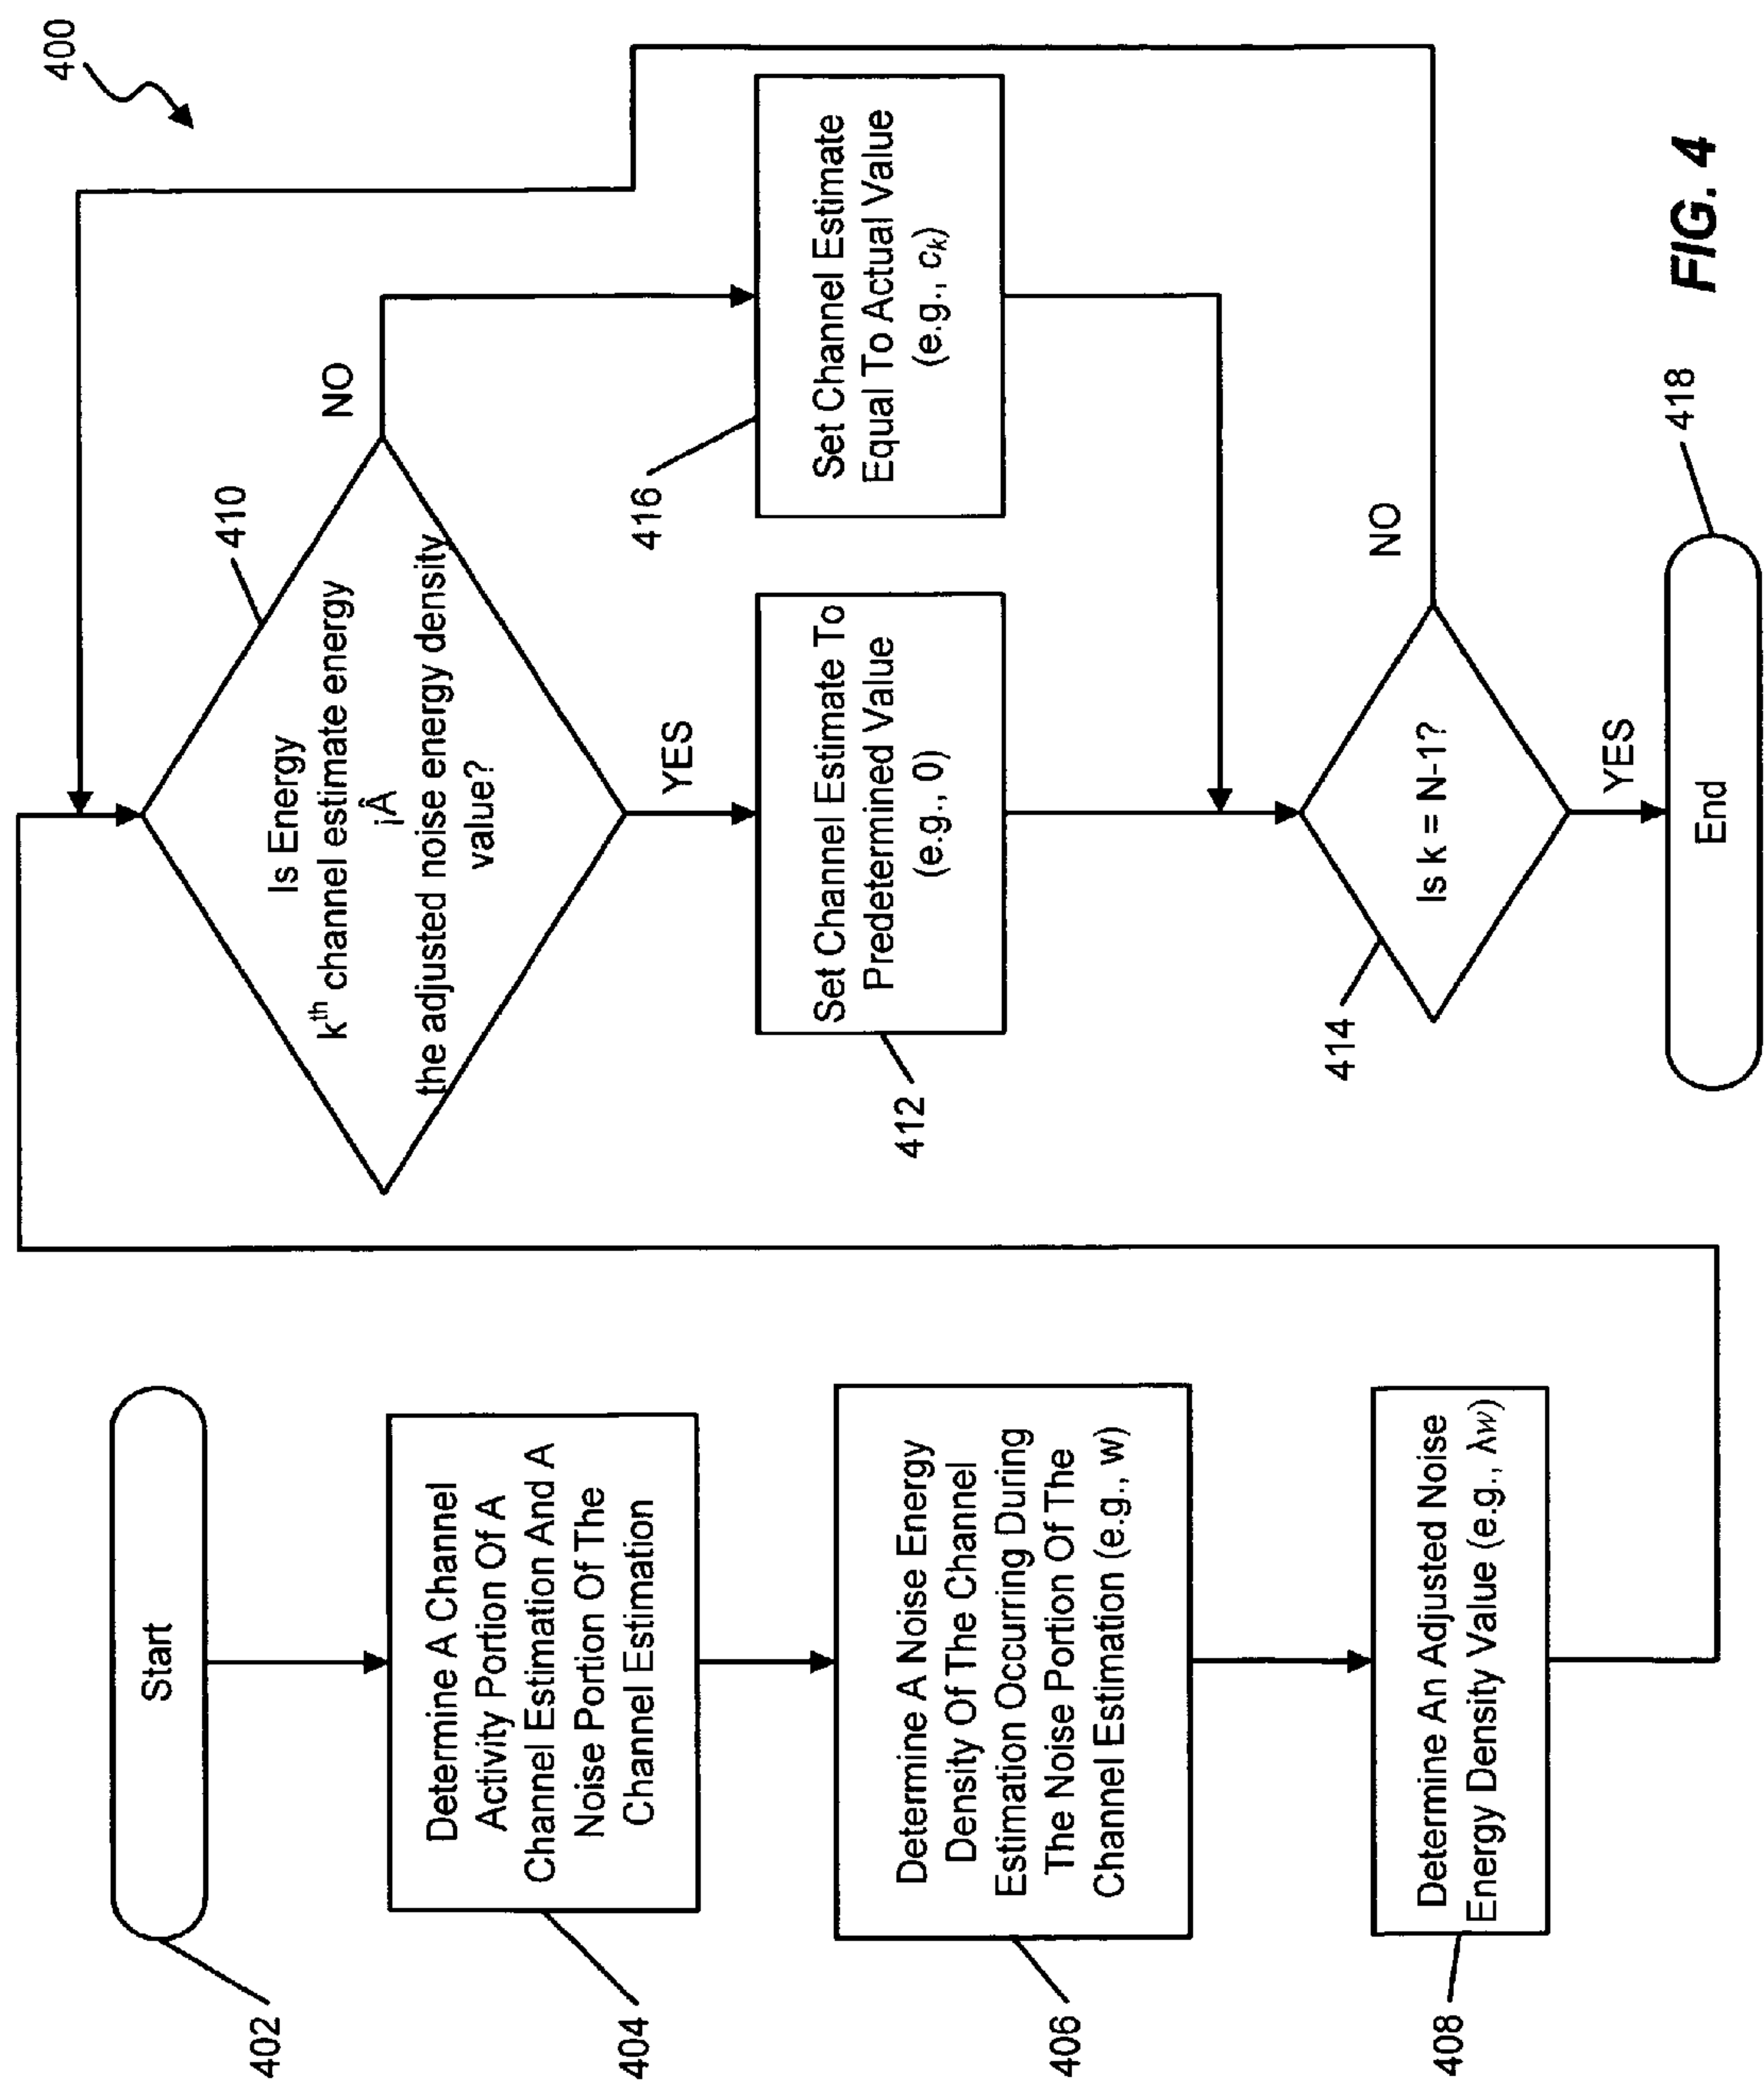 400
Start
402
Determine A Channel
Activity Portion Of A
Channel Estimation And A
Noise Portion Of The
Channel Estimation
404
Determine A Noise Energy
Density Of The Channel
Estimation Occurring During
The Noise Portion Of The
Channel Estimation (e.g., w)
406
Determine An Adjusted Noise
Energy Density Value (e.g., λw)
408
Is Energy
kth channel estimate energy
¡Â
the adjusted noise energy density
value?
410
NO
YES
Set Channel Estimate To
Predetermined Value
(e.g., 0)
412
Set Channel Estimate
Equal To Actual Value
(e.g., ck)
416
Is k = N-1?
414
NO
YES
End
418
FIG. 4